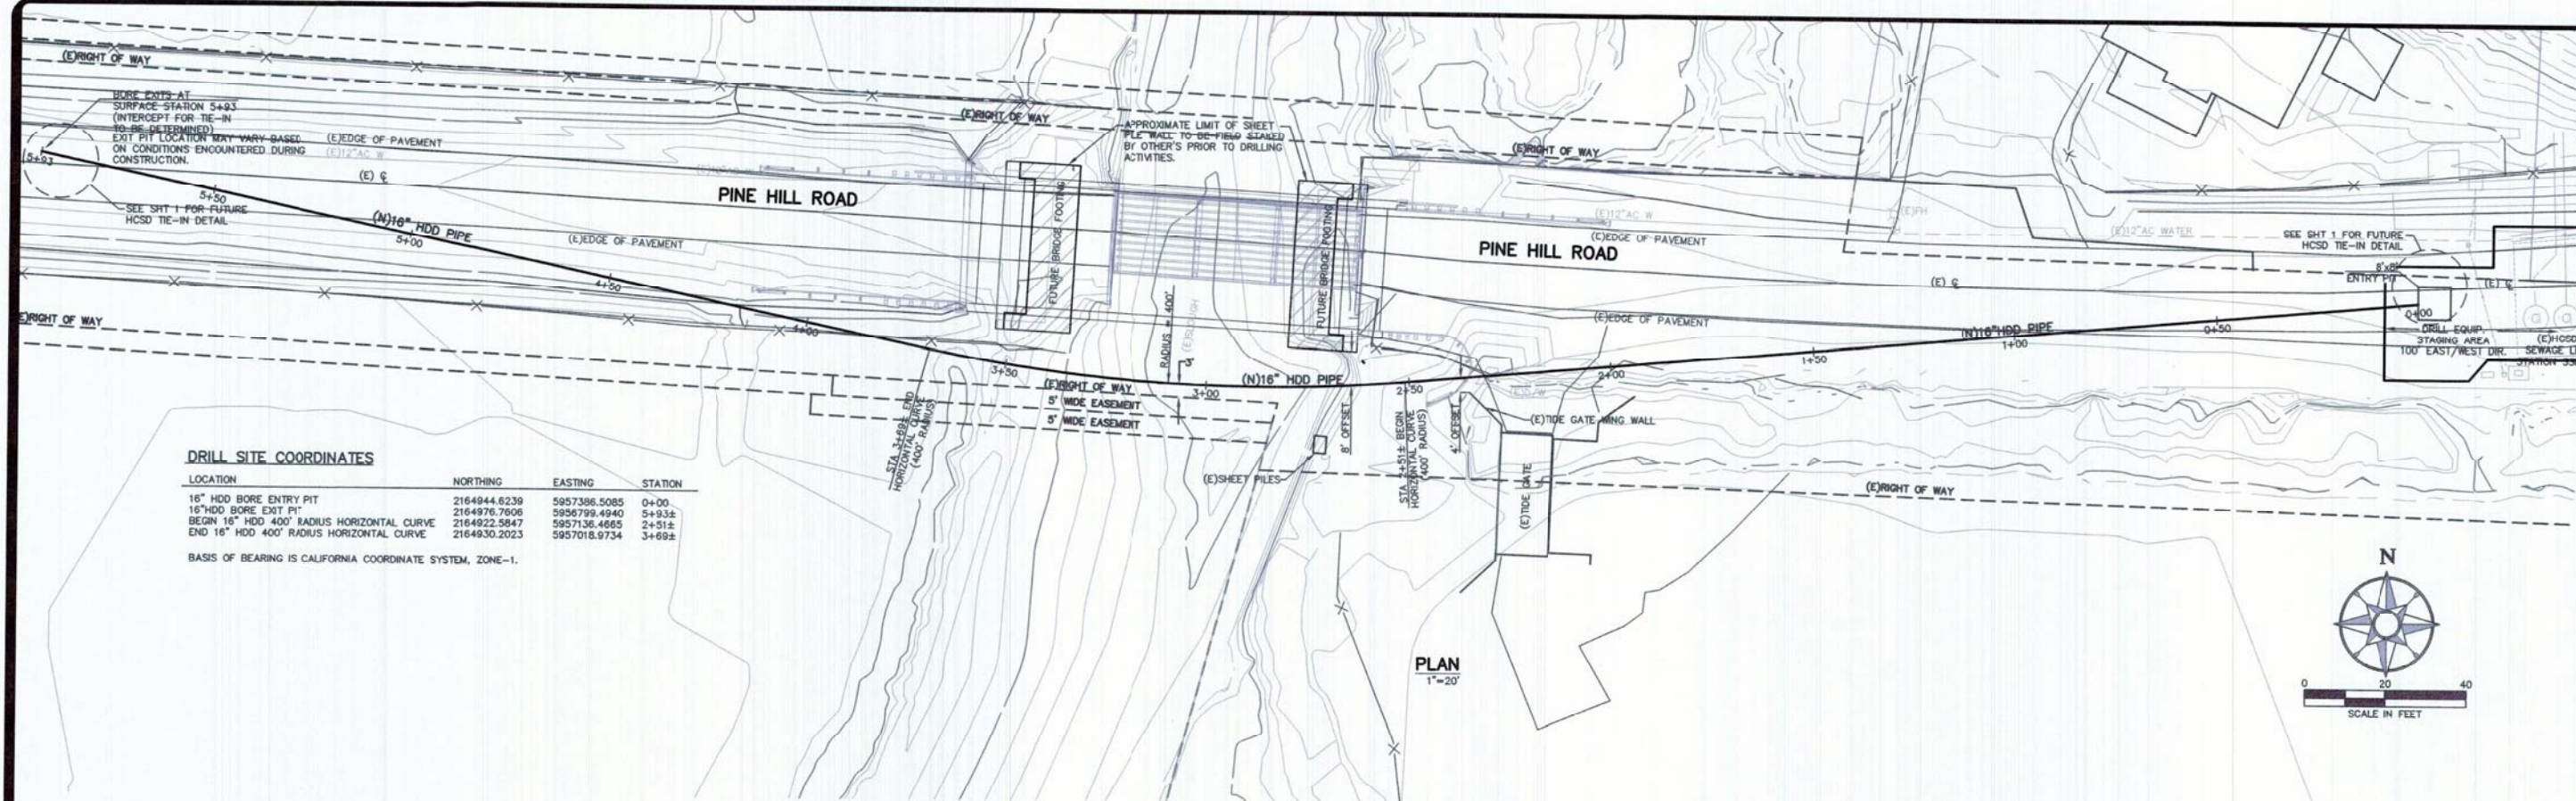 (E)RIGHT OF WAY
BORE EXITS AT
SURFACE STATION 5+93
(INTERCEPT FOR TIE-IN
TO BE DETERMINED)
EXIT PIT LOCATION MAY VARY BASED
ON CONDITIONS ENCOUNTERED DURING
CONSTRUCTION.
(E)EDGE OF PAVEMENT
(E)12"AC W
5+93
(E) ℄
5+50
SEE SHT 1 FOR FUTURE
HCSD TIE-IN DETAIL
(N)16" HDD PIPE
5+00
PINE HILL ROAD
(E)EDGE OF PAVEMENT
4+50
4+00
(E)RIGHT OF WAY
(E)RIGHT OF WAY
APPROXIMATE LIMIT OF SHEET
PILE WALL TO BE FIELD STAKED
BY OTHER'S PRIOR TO DRILLING
ACTIVITIES.
FUTURE BRIDGE FOOTING
FUTURE BRIDGE FOOTING
RADIUS = 400'
(E)SLOUGH
3'
3+50
(E)RIGHT OF WAY
5' WIDE EASEMENT
5' WIDE EASEMENT
3+00
(N)16" HDD PIPE
STA 3+69± END
HORIZONTAL CURVE
(400' RADIUS)
8' OFFSET
2+50
STA 2+51± BEGIN
HORIZONTAL CURVE
(400' RADIUS)
4' OFFSET
(E)RIGHT OF WAY
(E)12"AC W
(E)EDGE OF PAVEMENT
PINE HILL ROAD
(E)EDGE OF PAVEMENT
2+00
1+50
(E)TIDE GATE WING WALL
(E)TIDE GATE
(E)SHEET PILES
(E)RIGHT OF WAY
(E)FH
(E)12"AC WATER
(E) ℄
(N)16"HDD PIPE
1+00
0+50
SEE SHT 1 FOR FUTURE
HCSD TIE-IN DETAIL
8'x8'
ENTRY PIT
(E) ℄
0+00
DRILL EQUIP.
STAGING AREA
100' EAST/WEST DIR.
DRILL SITE COORDINATES
LOCATION NORTHING EASTING STATION
16" HDD BORE ENTRY PIT 2164944.6239 5957386.5085 0+00
16"HDD BORE EXIT PIT 2164976.7606 5956799.4940 5+93±
BEGIN 16" HDD 400' RADIUS HORIZONTAL CURVE 2164922.5847 5957136.4665 2+51±
END 16" HDD 400' RADIUS HORIZONTAL CURVE 2164930.2023 5957018.9734 3+69±
BASIS OF BEARING IS CALIFORNIA COORDINATE SYSTEM, ZONE-1.
PLAN
1"=20'
N
0 20 40
SCALE IN FEET